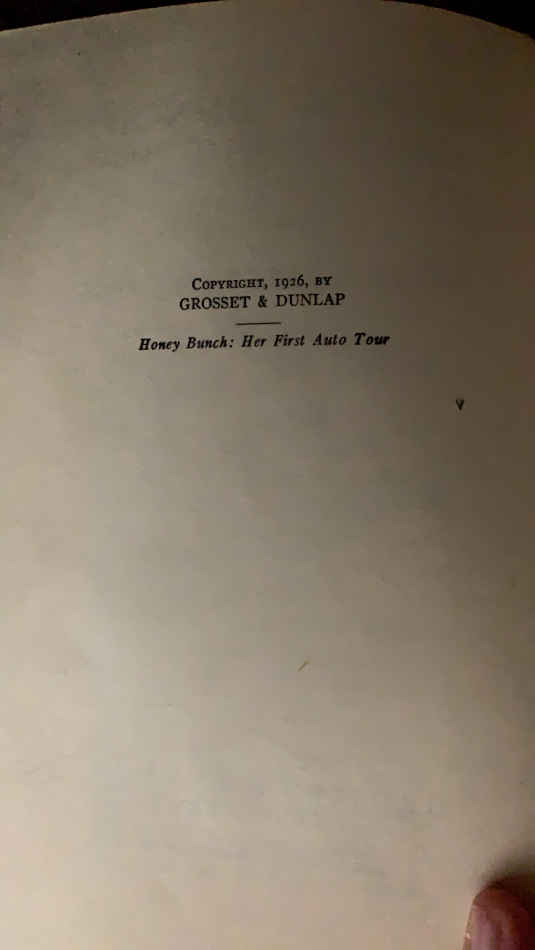 COPYRIGHT, 1926, BY
GROSSET & DUNLAP
Honey Bunch: Her First Auto Tour